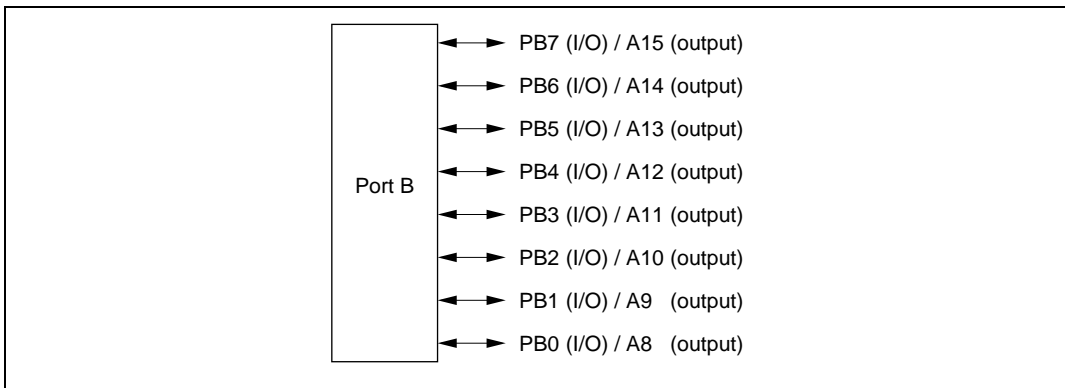 PB7 (I/O) / A15 (output)
PB6 (I/O) / A14 (output)
PB5 (I/O) / A13 (output)
PB4 (I/O) / A12 (output)
Port B
PB3 (I/O) / A11 (output)
PB2 (I/O) / A10 (output)
PB1 (I/O) / A9 (output)
PB0 (I/O) / A8 (output)